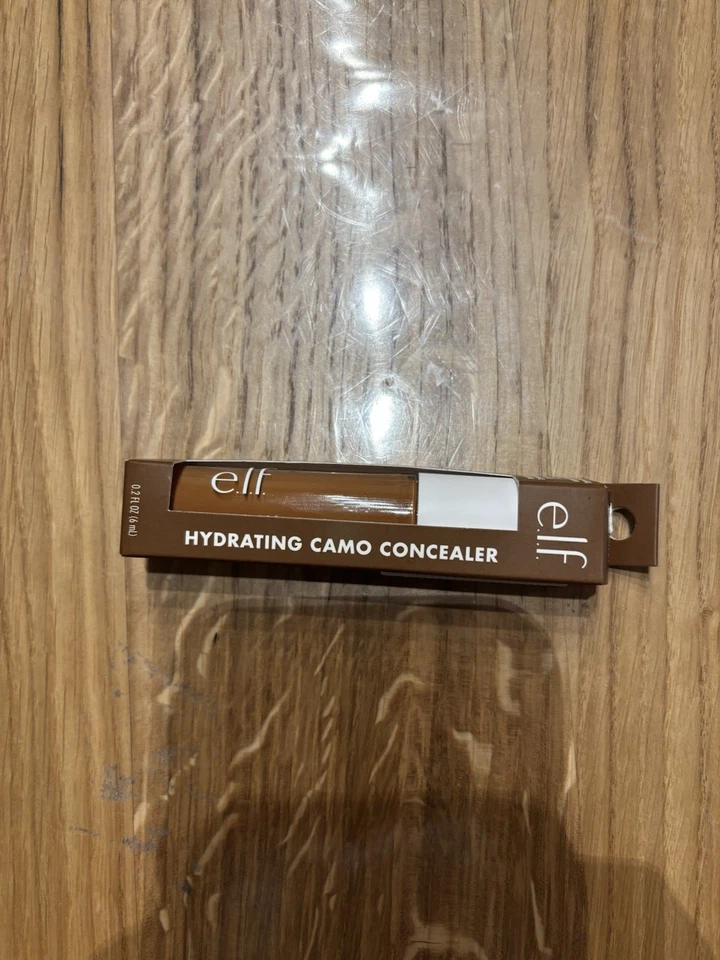 0.2 FL OZ (6 mL)
e.l.f.
HYDRATING CAMO CONCEALER
e.l.f.